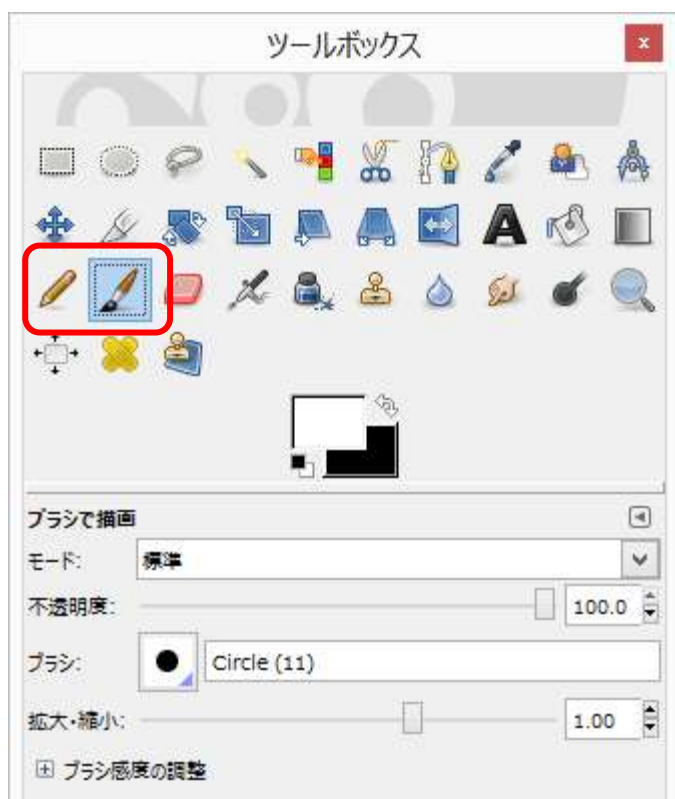 ツールボックス
x
ブラシで描画
モード: 標準
不透明度: 100.0
ブラシ: Circle (11)
拡大・縮小: 1.00
ブラシ感度の調整